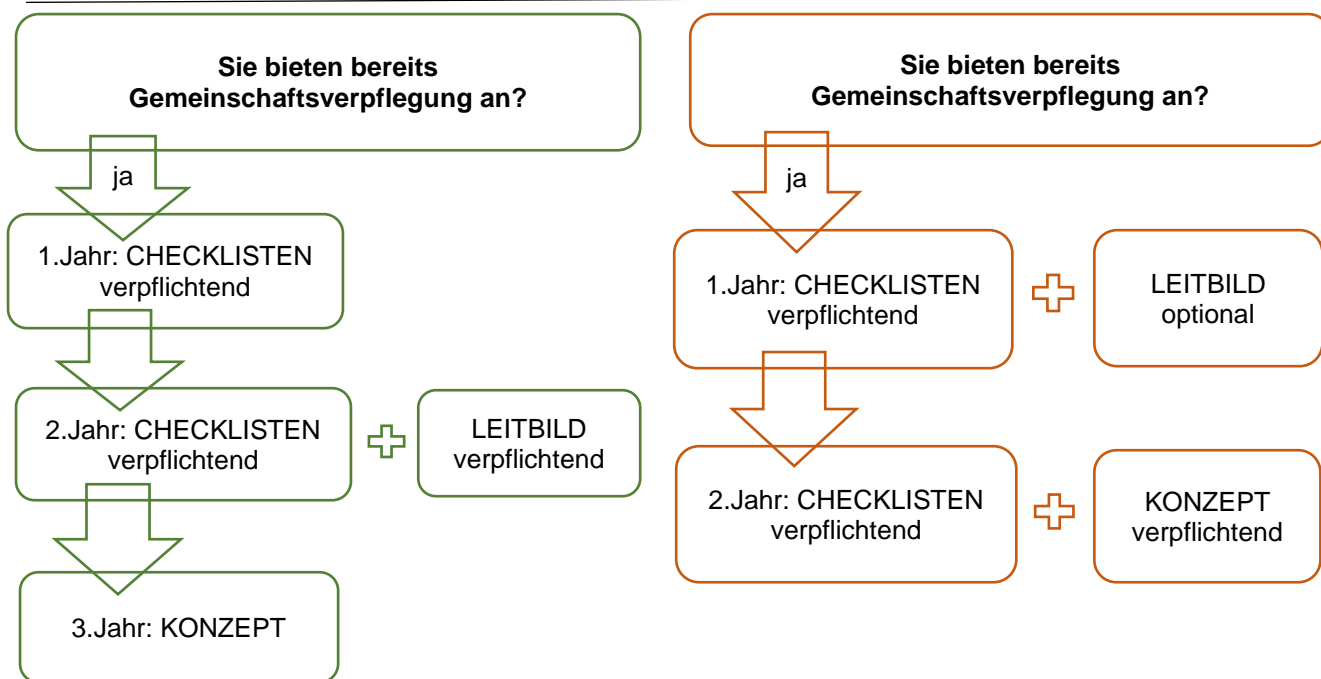 Sie bieten bereits
Gemeinschaftsverpflegung an?
ja
1.Jahr: CHECKLISTEN
verpflichtend
2.Jahr: CHECKLISTEN
verpflichtend
LEITBILD
verpflichtend
3.Jahr: KONZEPT
Sie bieten bereits
Gemeinschaftsverpflegung an?
ja
1.Jahr: CHECKLISTEN
verpflichtend
LEITBILD
optional
2.Jahr: CHECKLISTEN
verpflichtend
KONZEPT
verpflichtend